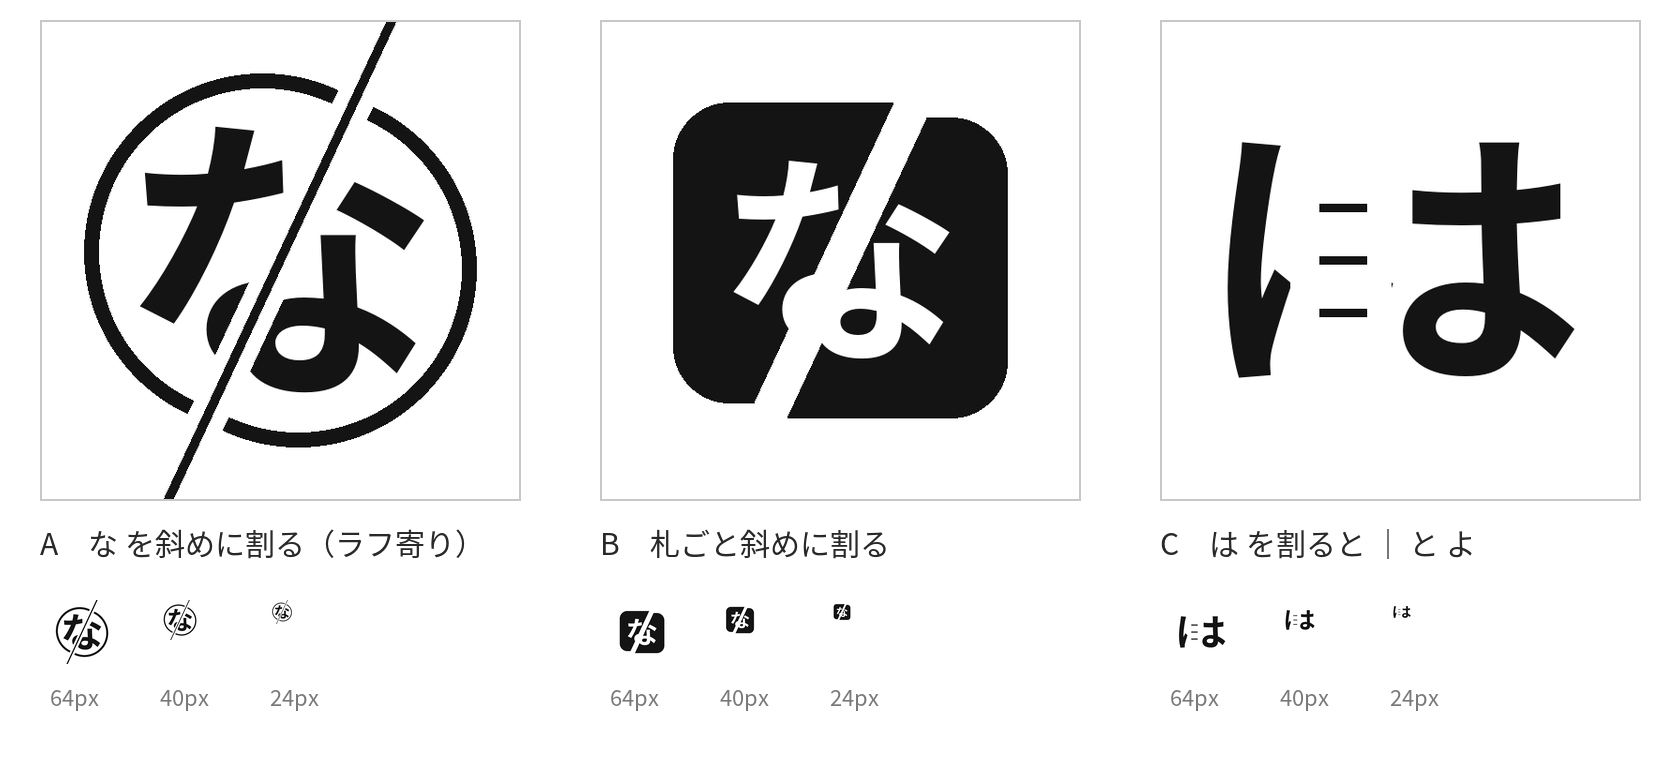 な
な
は
A な を斜めに割る（ラフ寄り）
B 札ごと斜めに割る
C は を割ると ｜ と よ
な な な
な な な
は は は
64px 40px 24px
64px 40px 24px
64px 40px 24px